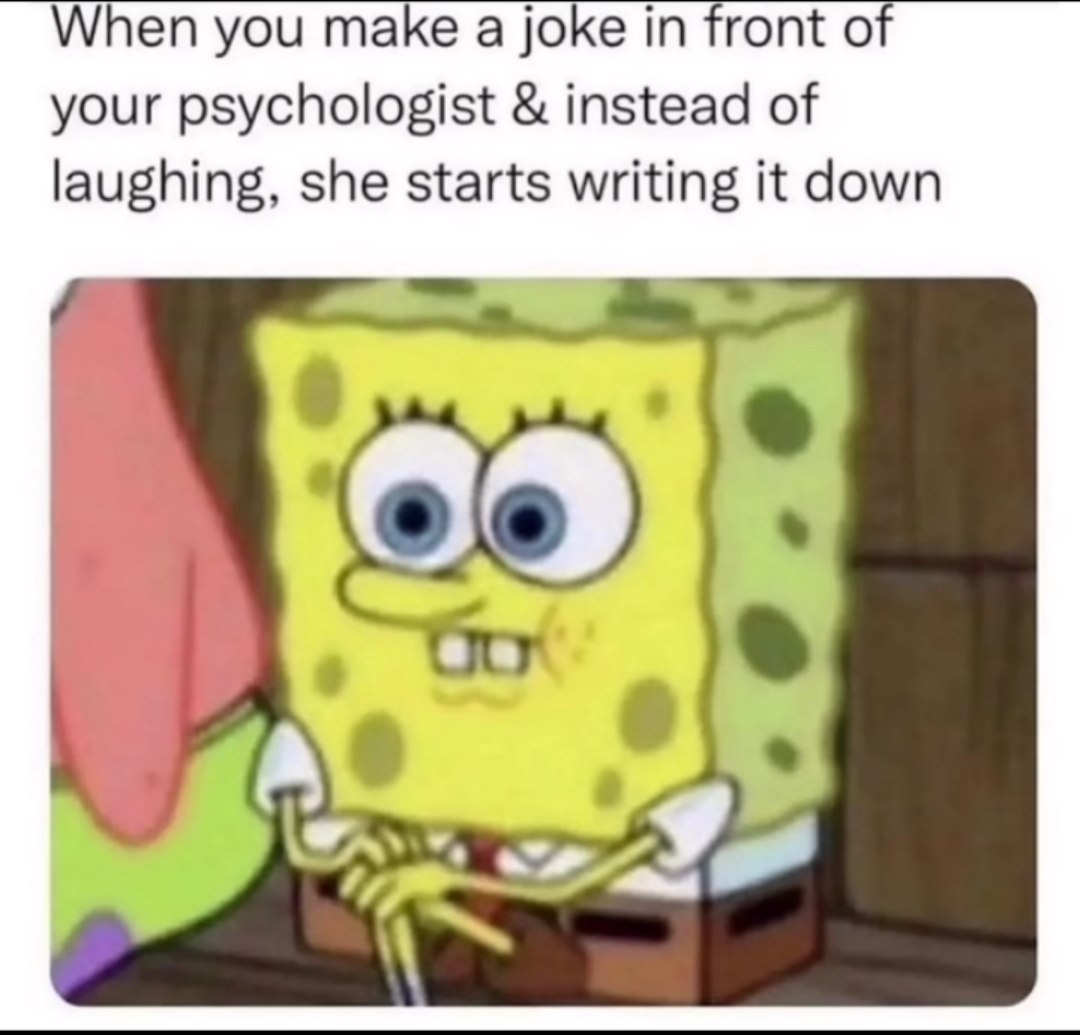 When you make a joke in front of
your psychologist & instead of
laughing, she starts writing it down